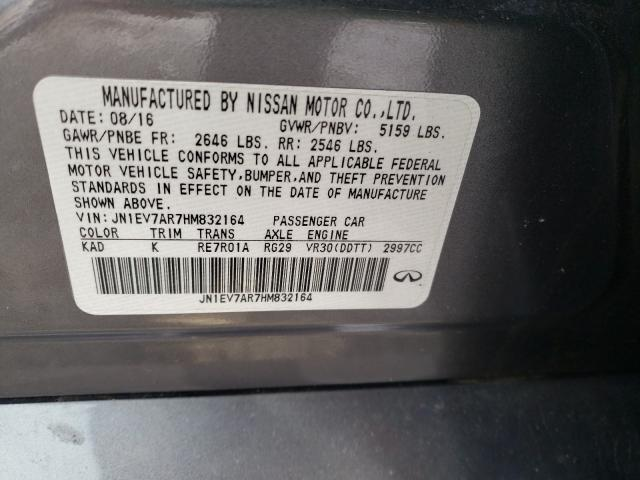 MANUFACTURED BY NISSAN MOTOR CO.,LTD.
DATE: 08/16 GVWR/PNBV: 5159 LBS.
GAWR/PNBE FR: 2646 LBS. RR: 2546 LBS.
THIS VEHICLE CONFORMS TO ALL APPLICABLE FEDERAL
MOTOR VEHICLE SAFETY, BUMPER, AND THEFT PREVENTION
STANDARDS IN EFFECT ON THE DATE OF MANUFACTURE
SHOWN ABOVE.
VIN: JN1EV7AR7HM832164 PASSENGER CAR
COLOR TRIM TRANS AXLE ENGINE
KAD K RE7R01A RG29 VR30(DDTT) 2997CC
JN1EV7AR7HM832164